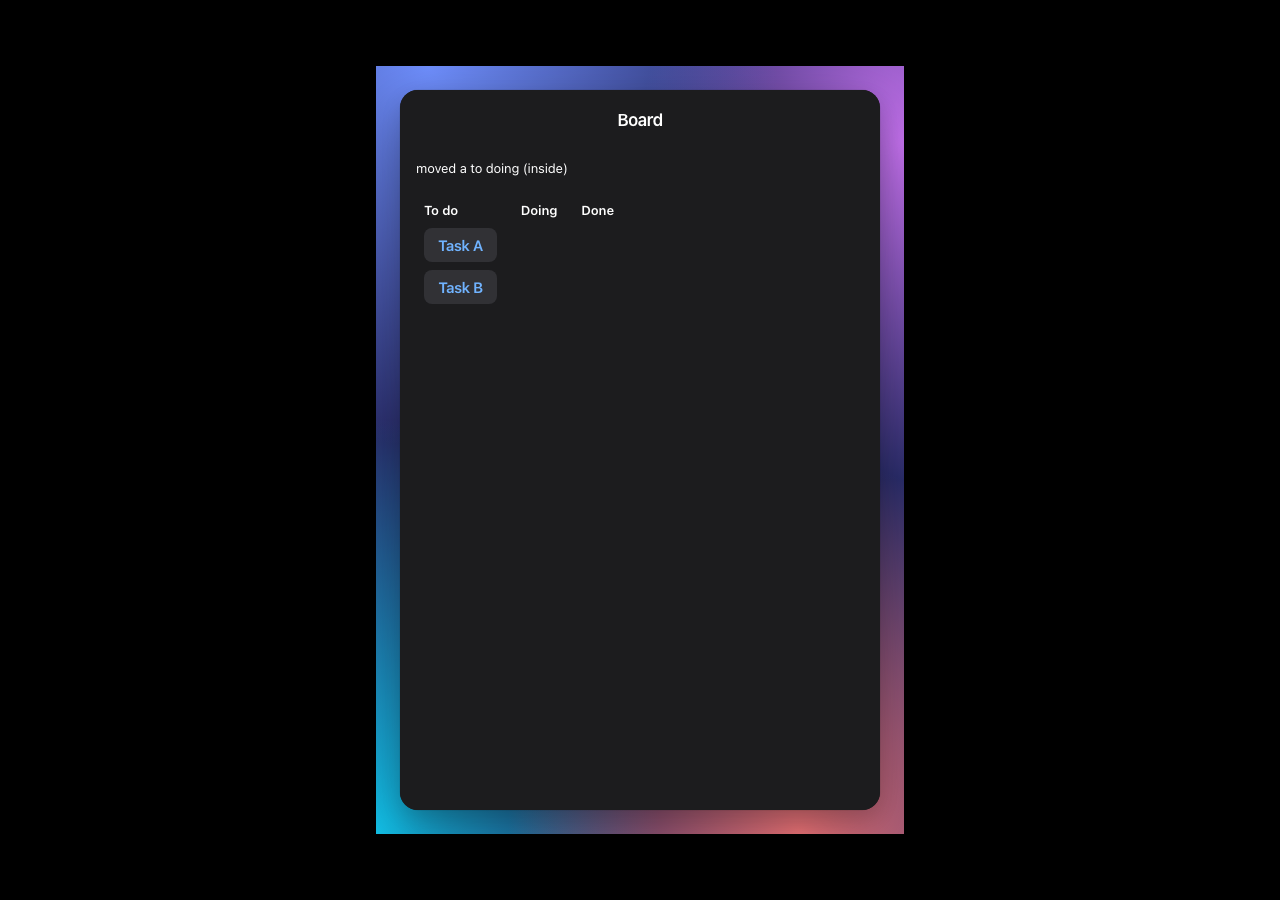 Board
moved a to doing (inside)
To do Doing Done
Task A
Task B